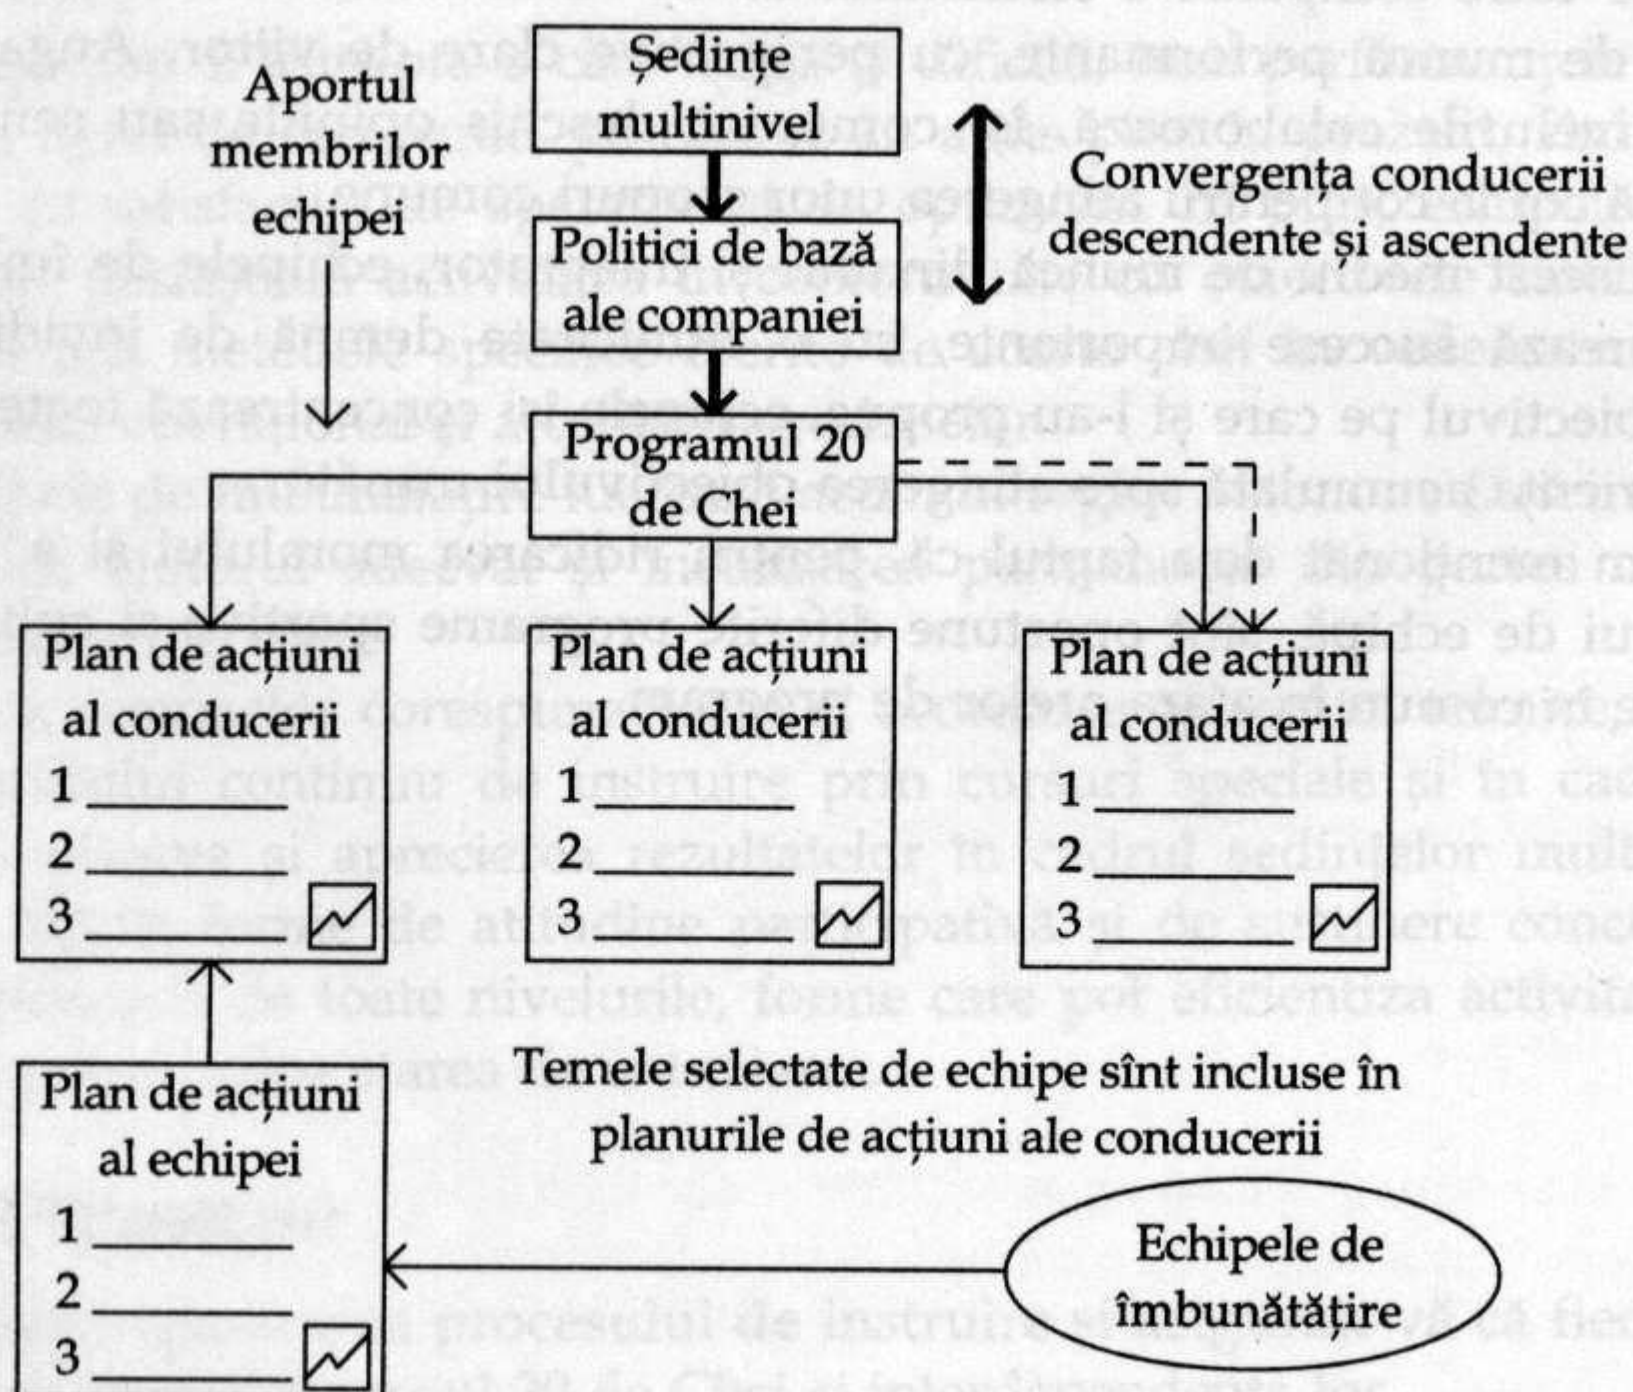 Aportul
membrilor
echipei
Ședințe
multinivel
Convergența conducerii
descendente și ascendente
Politici de bază
ale companiei
Programul 20
de Chei
Plan de acțiuni
al conducerii
1
2
3
Plan de acțiuni
al conducerii
1
2
3
Plan de acțiuni
al conducerii
1
2
3
Temele selectate de echipe sînt incluse în
planurile de acțiuni ale conducerii
Plan de acțiuni
al echipei
1
2
3
Echipele de
îmbunătățire